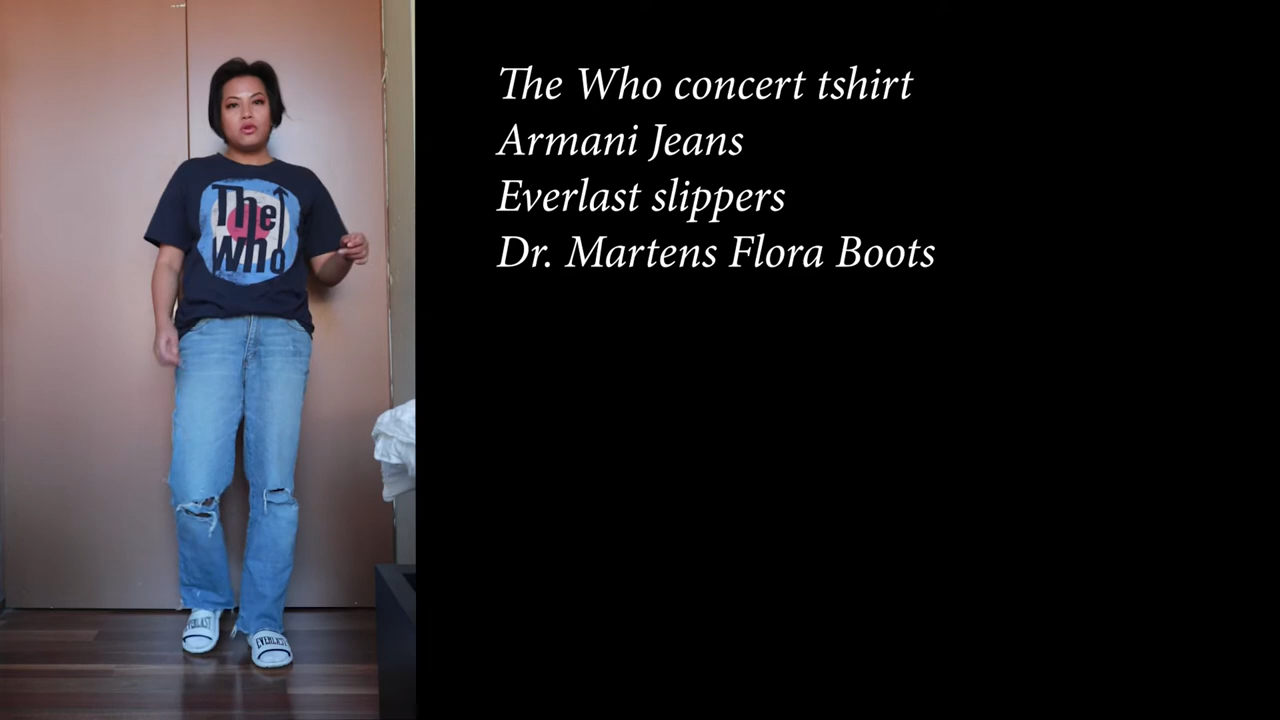 The Who concert tshirt
Armani Jeans
Everlast slippers
Dr. Martens Flora Boots
The
Who
EVERLAST
EVERLAST